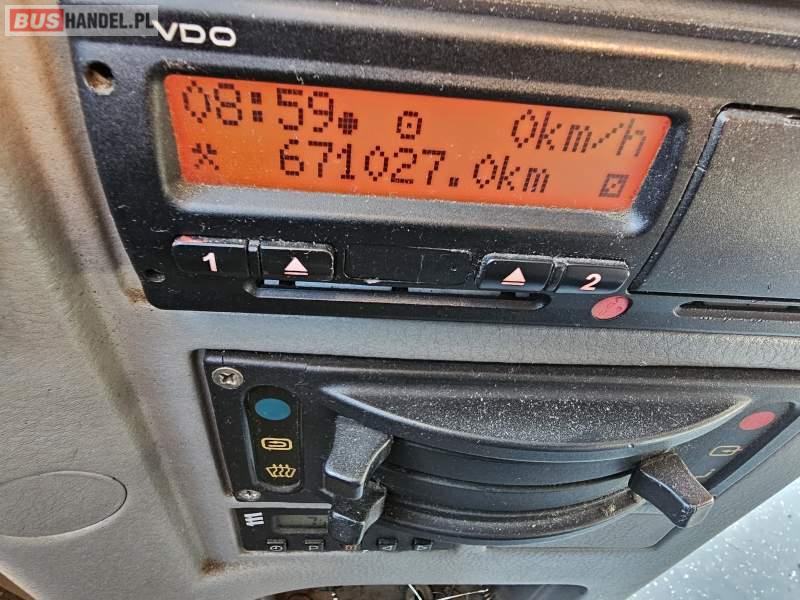 BUSHANDEL.PL
VDO
08:59 0km/h
671027.0km
1 2